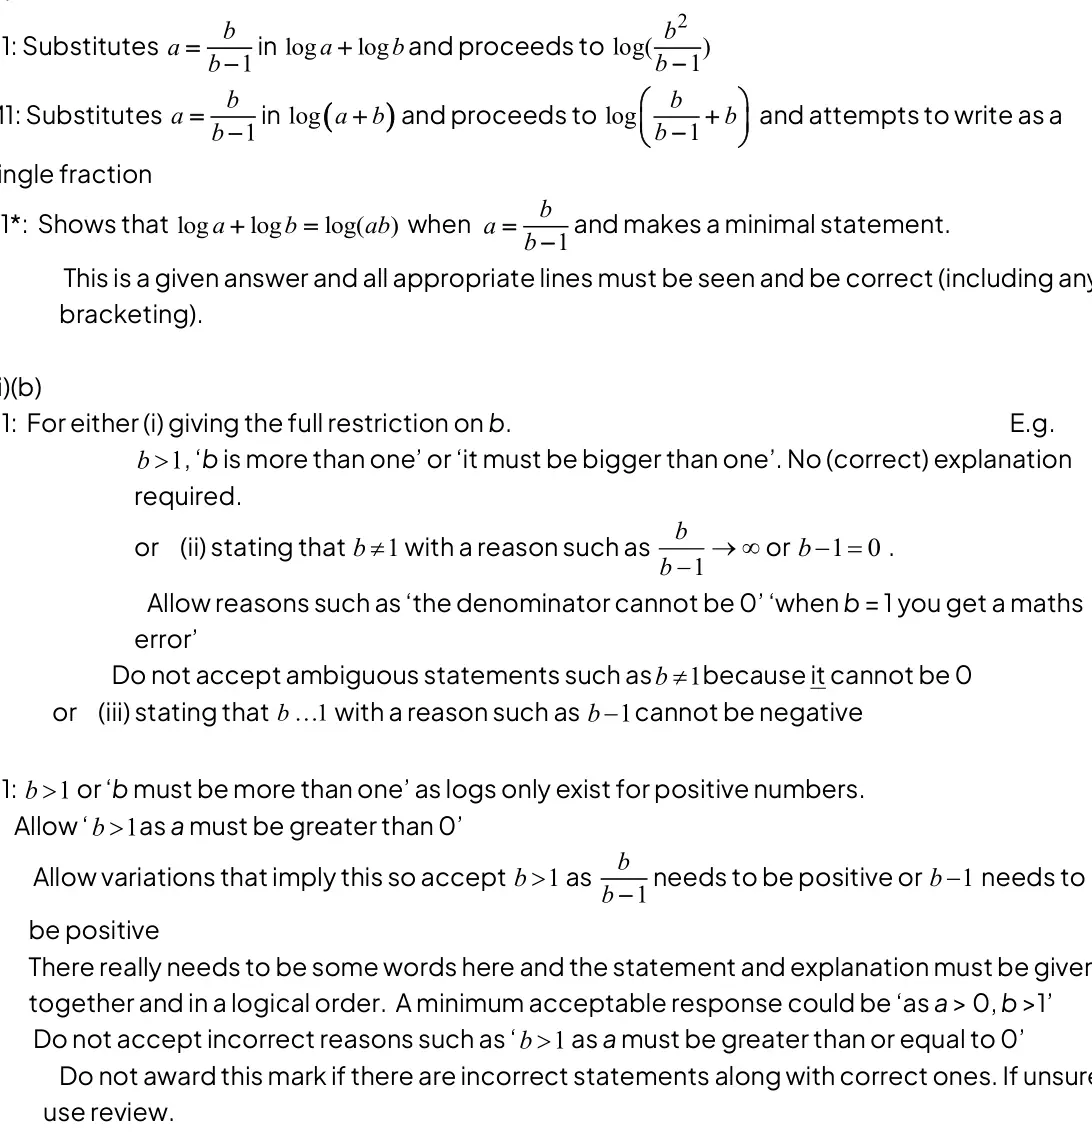 1: Substitutes a = b/(b−1) in log a + log b and proceeds to log(b²/(b−1))
11: Substitutes a = b/(b−1) in log(a + b) and proceeds to log(b/(b−1) + b) and attempts to write as a
ingle fraction
1*: Shows that log a + log b = log(ab) when a = b/(b−1) and makes a minimal statement.
This is a given answer and all appropriate lines must be seen and be correct (including any
bracketing).
i)(b)
1: For either (i) giving the full restriction on b. E.g.
b > 1, ‘b is more than one’ or ‘it must be bigger than one’. No (correct) explanation
required.
or (ii) stating that b ≠ 1 with a reason such as b/(b−1) → ∞ or b − 1 = 0 .
Allow reasons such as ‘the denominator cannot be 0’ ‘when b = 1 you get a maths
error’
Do not accept ambiguous statements such as b ≠ 1 because it cannot be 0
or (iii) stating that b ...1 with a reason such as b − 1 cannot be negative
1: b > 1 or ‘b must be more than one’ as logs only exist for positive numbers.
Allow ‘ b > 1 as a must be greater than 0’
Allow variations that imply this so accept b > 1 as b/(b−1) needs to be positive or b − 1 needs to
be positive
There really needs to be some words here and the statement and explanation must be given
together and in a logical order. A minimum acceptable response could be ‘as a > 0, b >1’
Do not accept incorrect reasons such as ‘ b > 1 as a must be greater than or equal to 0’
Do not award this mark if there are incorrect statements along with correct ones. If unsure
use review.